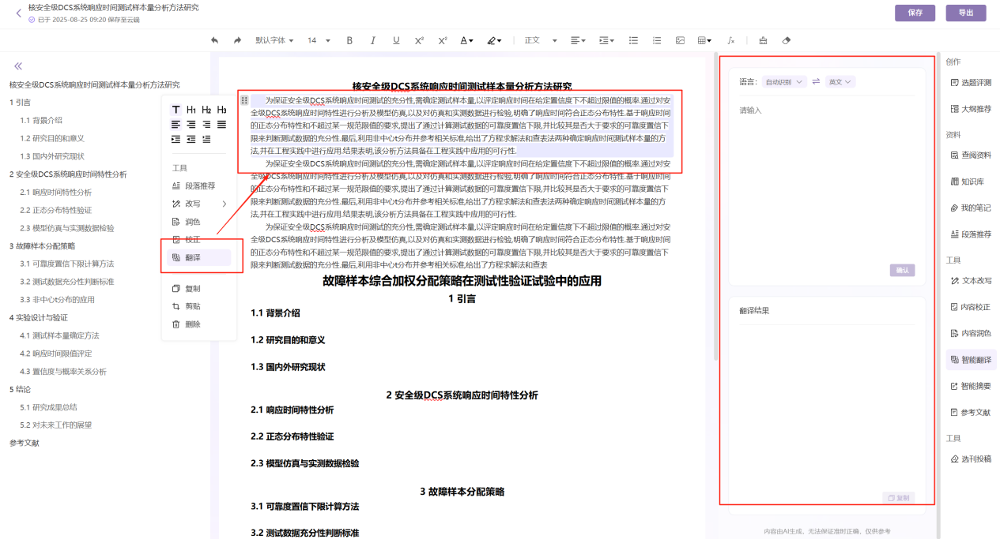 核安全级DCS系统响应时间测试样本量分析方法研究
已于 2025-08-25 09:20 保存至云端
保存
导出
默认字体
14
B
I
U
X²
X²
A
正文
核安全级DCS系统响应时间测试样本量分析方法研究
1 引言
1.1 背景介绍
1.2 研究目的和意义
1.3 国内外研究现状
2 安全级DCS系统响应时间特性分析
2.1 响应时间特性分析
2.2 正态分布特性验证
2.3 模型仿真与实测数据检验
3 故障样本分配策略
3.1 可靠度置信下限计算方法
3.2 测试数据充分性判断标准
3.3 非中心t分布的应用
4 实验设计与验证
4.1 测试样本量确定方法
4.2 响应时间限值评定
4.3 置信度与概率关系分析
5 结论
5.1 研究成果总结
5.2 对未来工作的展望
参考文献
T H₁ H₂ H₃
工具
段落推荐
改写
润色
校正
翻译
复制
剪贴
删除
核安全级DCS系统响应时间测试样本量分析方法研究
为保证安全级DCS系统响应时间测试的充分性,需确定测试样本量,以评定响应时间在给定置信度下不超过限值的概率.通过对安
全级DCS系统响应时间特性进行分析及模型仿真,以及对仿真和实测数据进行检验,明确了响应时间符合正态分布特性.基于响应时间
的正态分布特性和不超过某一规范限值的要求,提出了通过计算测试数据的可靠度置信下限,并比较其是否大于要求的可靠度置信下
限来判断测试数据的充分性.最后,利用非中心t分布并参考相关标准,给出了方程求解法和查表法两种确定响应时间测试样本量的方
法,并在工程实践中进行应用.结果表明,该分析方法具备在工程实践中应用的可行性.
为保证安全级DCS系统响应时间测试的充分性,需确定测试样本量,以评定响应时间在给定置信度下不超过限值的概率.通过对安
全级DCS系统响应时间特性进行分析及模型仿真,以及对仿真和实测数据进行检验,明确了响应时间符合正态分布特性.基于响应时间
的正态分布特性和不超过某一规范限值的要求,提出了通过计算测试数据的可靠度置信下限,并比较其是否大于要求的可靠度置信下
限来判断测试数据的充分性.最后,利用非中心t分布并参考相关标准,给出了方程求解法和查表法两种确定响应时间测试样本量的方
法,并在工程实践中进行应用.结果表明,该分析方法具备在工程实践中应用的可行性.
为保证安全级DCS系统响应时间测试的充分性,需确定测试样本量,以评定响应时间在给定置信度下不超过限值的概率.通过对安
全级DCS系统响应时间特性进行分析及模型仿真,以及对仿真和实测数据进行检验,明确了响应时间符合正态分布特性.基于响应时间
的正态分布特性和不超过某一规范限值的要求,提出了通过计算测试数据的可靠度置信下限,并比较其是否大于要求的可靠度置信下
限来判断测试数据的充分性.最后,利用非中心t分布并参考相关标准,给出了方程求解法和查表
故障样本综合加权分配策略在测试性验证试验中的应用
1 引言
1.1 背景介绍
1.2 研究目的和意义
1.3 国内外研究现状
2 安全级DCS系统响应时间特性分析
2.1 响应时间特性分析
2.2 正态分布特性验证
2.3 模型仿真与实测数据检验
3 故障样本分配策略
3.1 可靠度置信下限计算方法
3.2 测试数据充分性判断标准
语言: 自动识别 英文
请输入
确认
翻译结果
复制
内容由AI生成，无法保证准时正确，仅供参考
创作
选题评测
大纲推荐
资料
查阅资料
知识库
我的笔记
段落推荐
工具
文本改写
内容校正
内容润色
智能翻译
智能摘要
参考文献
工具
选刊投稿